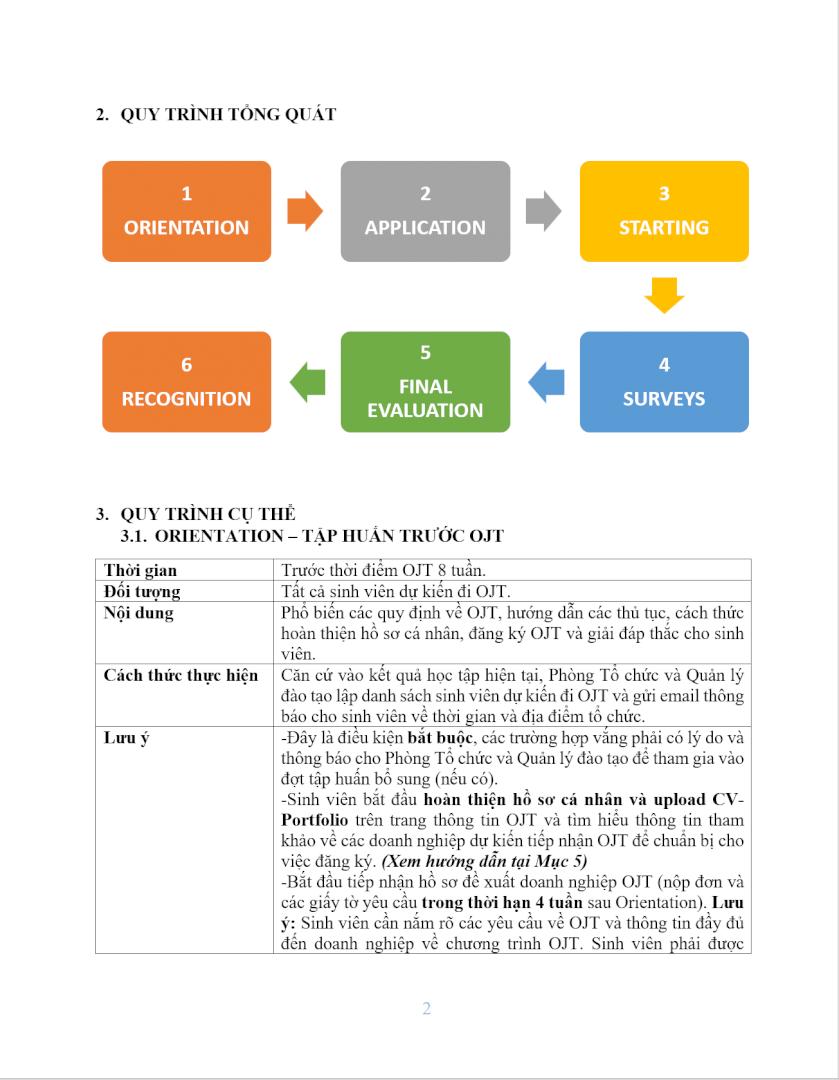 2. QUY TRÌNH TỔNG QUÁT
1
ORIENTATION
2
APPLICATION
3
STARTING
4
SURVEYS
5
FINAL
EVALUATION
6
RECOGNITION
3. QUY TRÌNH CỤ THỂ
3.1. ORIENTATION – TẬP HUẤN TRƯỚC OJT
Thời gian
Trước thời điểm OJT 8 tuần.
Đối tượng
Tất cả sinh viên dự kiến đi OJT.
Nội dung
Phổ biến các quy định về OJT, hướng dẫn các thủ tục, cách thức
hoàn thiện hồ sơ cá nhân, đăng ký OJT và giải đáp thắc cho sinh
viên.
Cách thức thực hiện
Căn cứ vào kết quả học tập hiện tại, Phòng Tổ chức và Quản lý
đào tạo lập danh sách sinh viên dự kiến đi OJT và gửi email thông
báo cho sinh viên về thời gian và địa điểm tổ chức.
Lưu ý
-Đây là điều kiện bắt buộc, các trường hợp vắng phải có lý do và
thông báo cho Phòng Tổ chức và Quản lý đào tạo để tham gia vào
đợt tập huấn bổ sung (nếu có).
-Sinh viên bắt đầu hoàn thiện hồ sơ cá nhân và upload CV-
Portfolio trên trang thông tin OJT và tìm hiểu thông tin tham
khảo về các doanh nghiệp dự kiến tiếp nhận OJT để chuẩn bị cho
việc đăng ký. (Xem hướng dẫn tại Mục 5)
-Bắt đầu tiếp nhận hồ sơ đề xuất doanh nghiệp OJT (nộp đơn và
các giấy tờ yêu cầu trong thời hạn 4 tuần sau Orientation). Lưu
ý: Sinh viên cần nắm rõ các yêu cầu về OJT và thông tin đầy đủ
đến doanh nghiệp về chương trình OJT. Sinh viên phải được
2